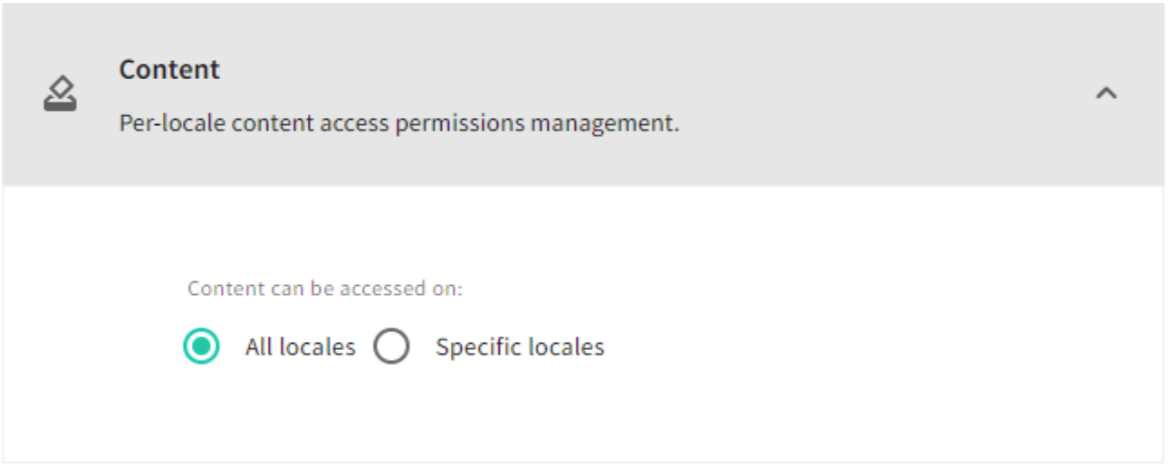 Content
Per-locale content access permissions management.
Content can be accessed on:
All locales Specific locales